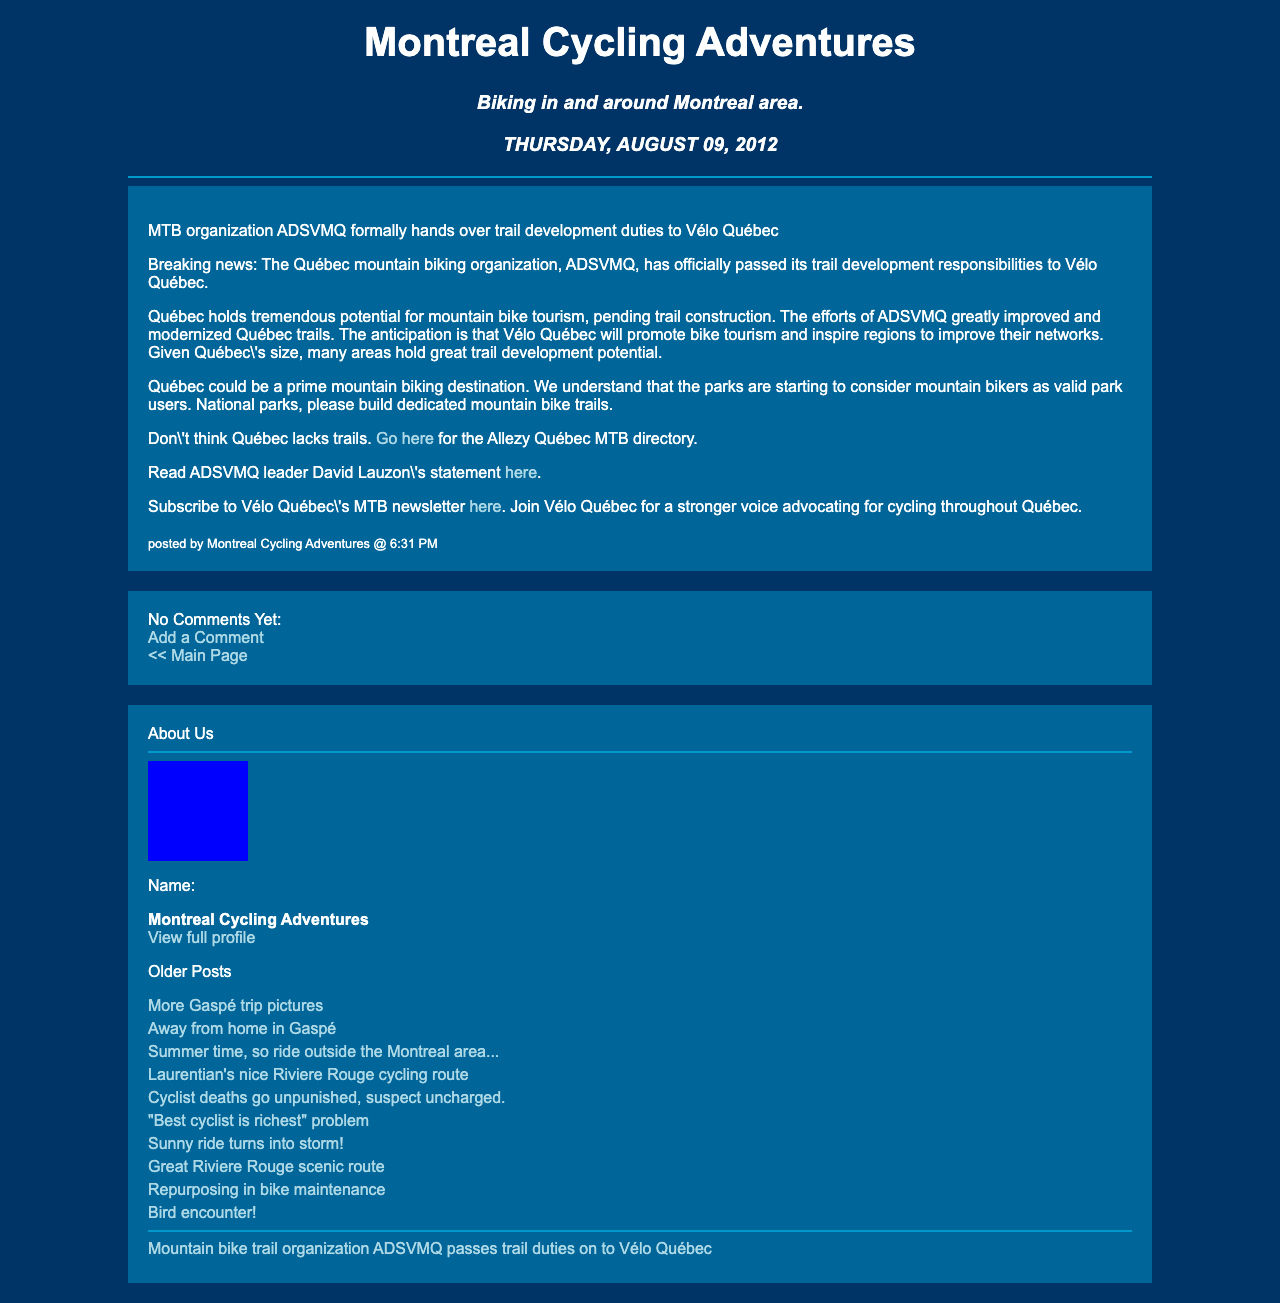 Montreal Cycling Adventures
Biking in and around Montreal area.
THURSDAY, AUGUST 09, 2012
MTB organization ADSVMQ formally hands over trail development duties to Vélo Québec
Breaking news: The Québec mountain biking organization, ADSVMQ, has officially passed its trail development responsibilities to Vélo
Québec.
Québec holds tremendous potential for mountain bike tourism, pending trail construction. The efforts of ADSVMQ greatly improved and
modernized Québec trails. The anticipation is that Vélo Québec will promote bike tourism and inspire regions to improve their networks.
Given Québec\'s size, many areas hold great trail development potential.
Québec could be a prime mountain biking destination. We understand that the parks are starting to consider mountain bikers as valid park
users. National parks, please build dedicated mountain bike trails.
Don\'t think Québec lacks trails. Go here for the Allezy Québec MTB directory.
Read ADSVMQ leader David Lauzon\'s statement here.
Subscribe to Vélo Québec\'s MTB newsletter here. Join Vélo Québec for a stronger voice advocating for cycling throughout Québec.
posted by Montreal Cycling Adventures @ 6:31 PM
No Comments Yet:
Add a Comment
<< Main Page
About Us
Name:
Montreal Cycling Adventures
View full profile
Older Posts
More Gaspé trip pictures
Away from home in Gaspé
Summer time, so ride outside the Montreal area...
Laurentian's nice Riviere Rouge cycling route
Cyclist deaths go unpunished, suspect uncharged.
"Best cyclist is richest" problem
Sunny ride turns into storm!
Great Riviere Rouge scenic route
Repurposing in bike maintenance
Bird encounter!
Mountain bike trail organization ADSVMQ passes trail duties on to Vélo Québec